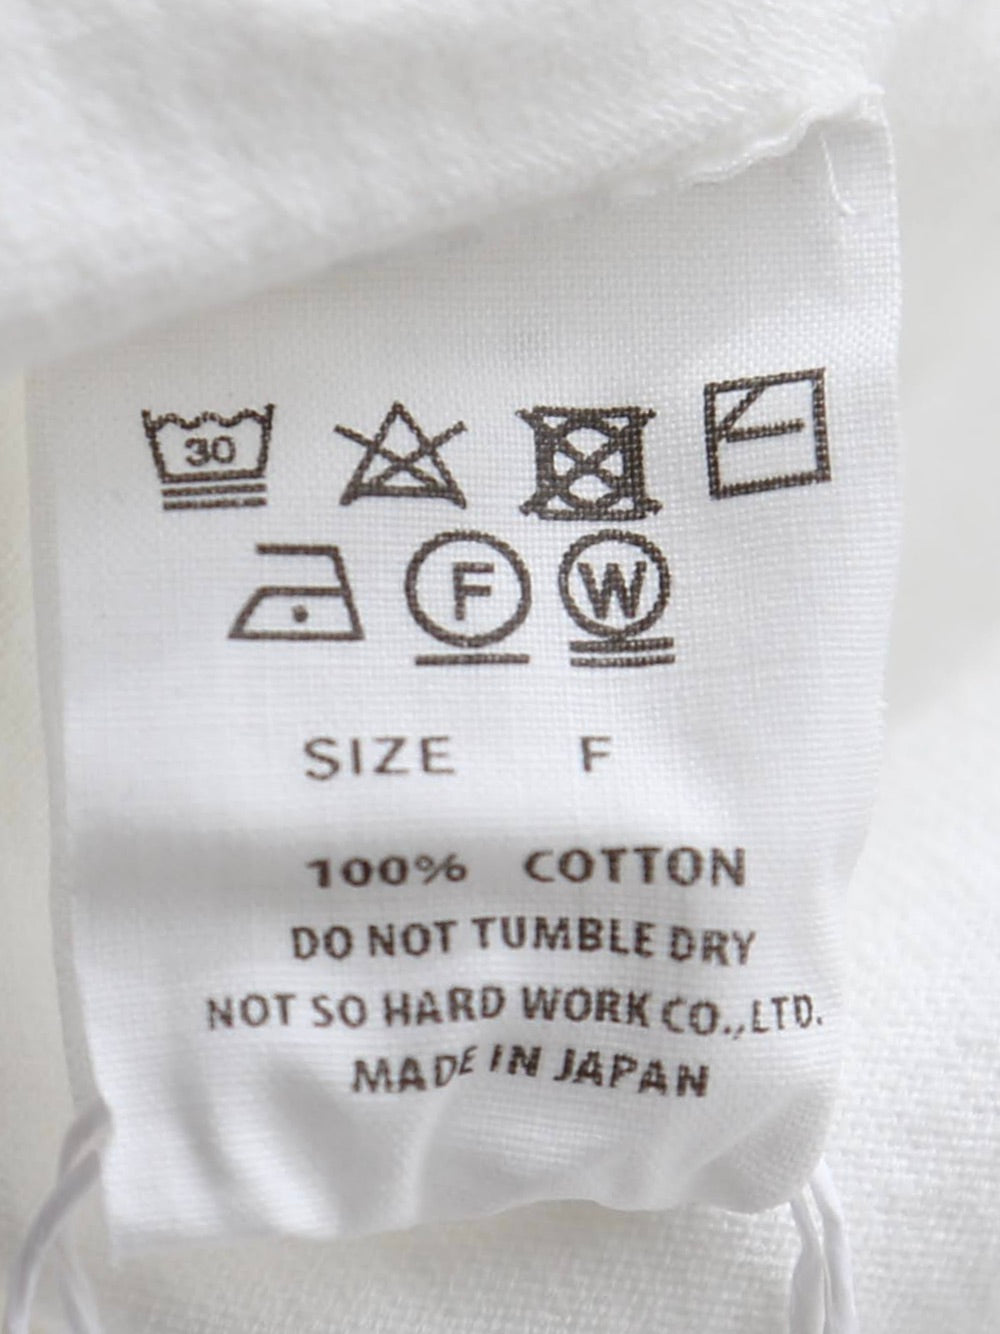 30
F W
SIZE F
100% COTTON
DO NOT TUMBLE DRY
NOT SO HARD WORK CO.,LTD.
MADE IN JAPAN